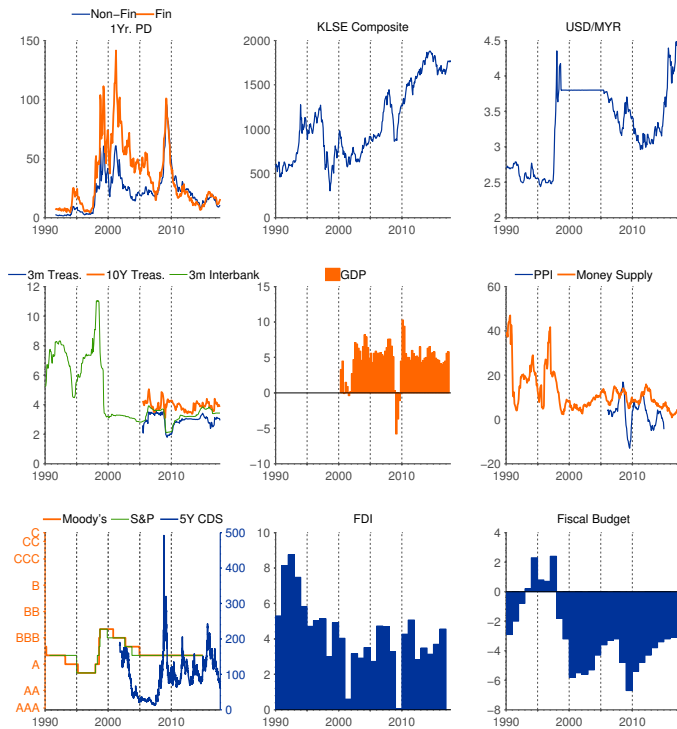 Non−Fin Fin
1Yr. PD
150
100
50
0
1990 2000 2010
KLSE Composite
2000
1500
1000
500
0
1990 2000 2010
USD/MYR
4.5
4
3.5
3
2.5
2
1990 2000 2010
3m Treas. 10Y Treas. 3m Interbank
12
10
8
6
4
2
0
1990 2000 2010
GDP
15
10
5
0
−5
−10
1990 2000 2010
PPI Money Supply
60
40
20
0
−20
1990 2000 2010
Moody's S&P 5Y CDS
C
CC
CCC
B
BB
BBB
A
AA
AAA
500
400
300
200
100
0
1990 2000 2010
FDI
10
8
6
4
2
0
1990 2000 2010
Fiscal Budget
4
2
0
−2
−4
−6
−8
1990 2000 2010